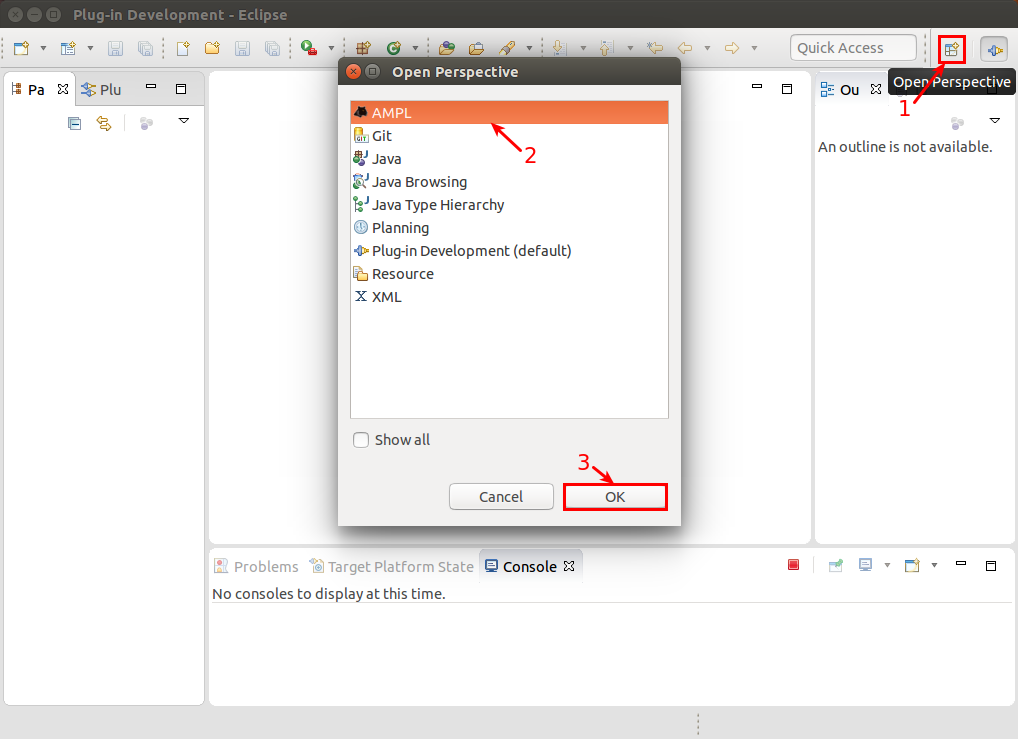 Plug-in Development - Eclipse
Quick Access
1
Open Perspective
Pa
Plu
Ou
An outline is not available.
Open Perspective
AMPL
2
Git
Java
Java Browsing
Java Type Hierarchy
Planning
Plug-in Development (default)
Resource
X XML
Show all
3
Cancel
OK
Problems
Target Platform State
Console
No consoles to display at this time.